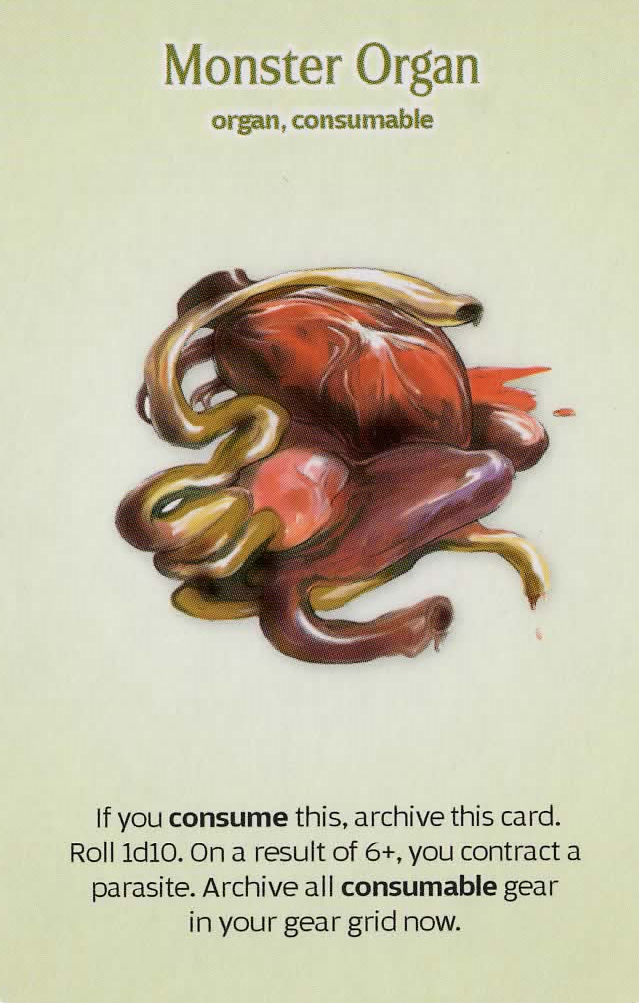 Monster Organ
organ, consumable
If you consume this, archive this card.
Roll 1d10. On a result of 6+, you contract a
parasite. Archive all consumable gear
in your gear grid now.